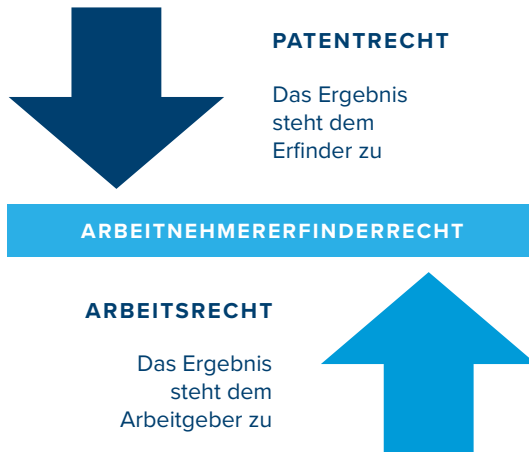 PATENTRECHT
Das Ergebnis
steht dem
Erfinder zu
ARBEITNEHMERERFINDERRECHT
ARBEITSRECHT
Das Ergebnis
steht dem
Arbeitgeber zu